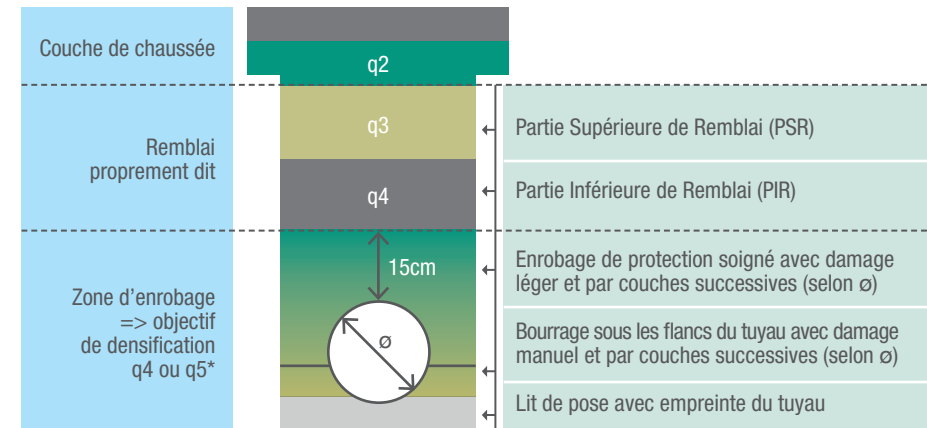 Couche de chaussée
q2
Remblai
proprement dit
q3
Partie Supérieure de Remblai (PSR)
q4
Partie Inférieure de Remblai (PIR)
Zone d'enrobage
=> objectif
de densification
q4 ou q5*
15cm
ø
Enrobage de protection soigné avec damage
léger et par couches successives (selon ø)
Bourrage sous les flancs du tuyau avec damage
manuel et par couches successives (selon ø)
Lit de pose avec empreinte du tuyau